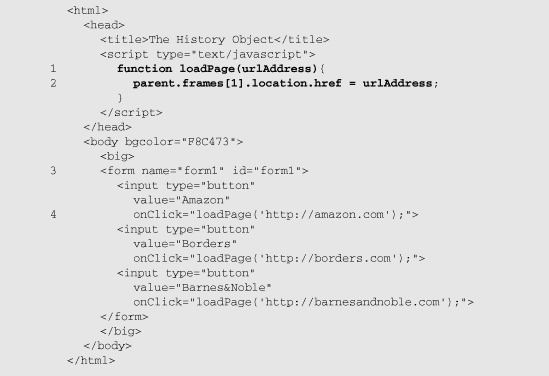 <html>
<head>
<title>The History Object</title>
<script type="text/javascript">
1 function loadPage(urlAddress){
2 parent.frames[1].location.href = urlAddress;
}
</script>
</head>
<body bgcolor="F8C473">
<big>
3 <form name="form1" id="form1">
<input type="button"
value="Amazon"
4 onClick="loadPage('http://amazon.com');">
<input type="button"
value="Borders"
onClick="loadPage('http://borders.com');">
<input type="button"
value="Barnes&Noble"
onClick="loadPage('http://barnesandnoble.com');">
</form>
</big>
</body>
</html>